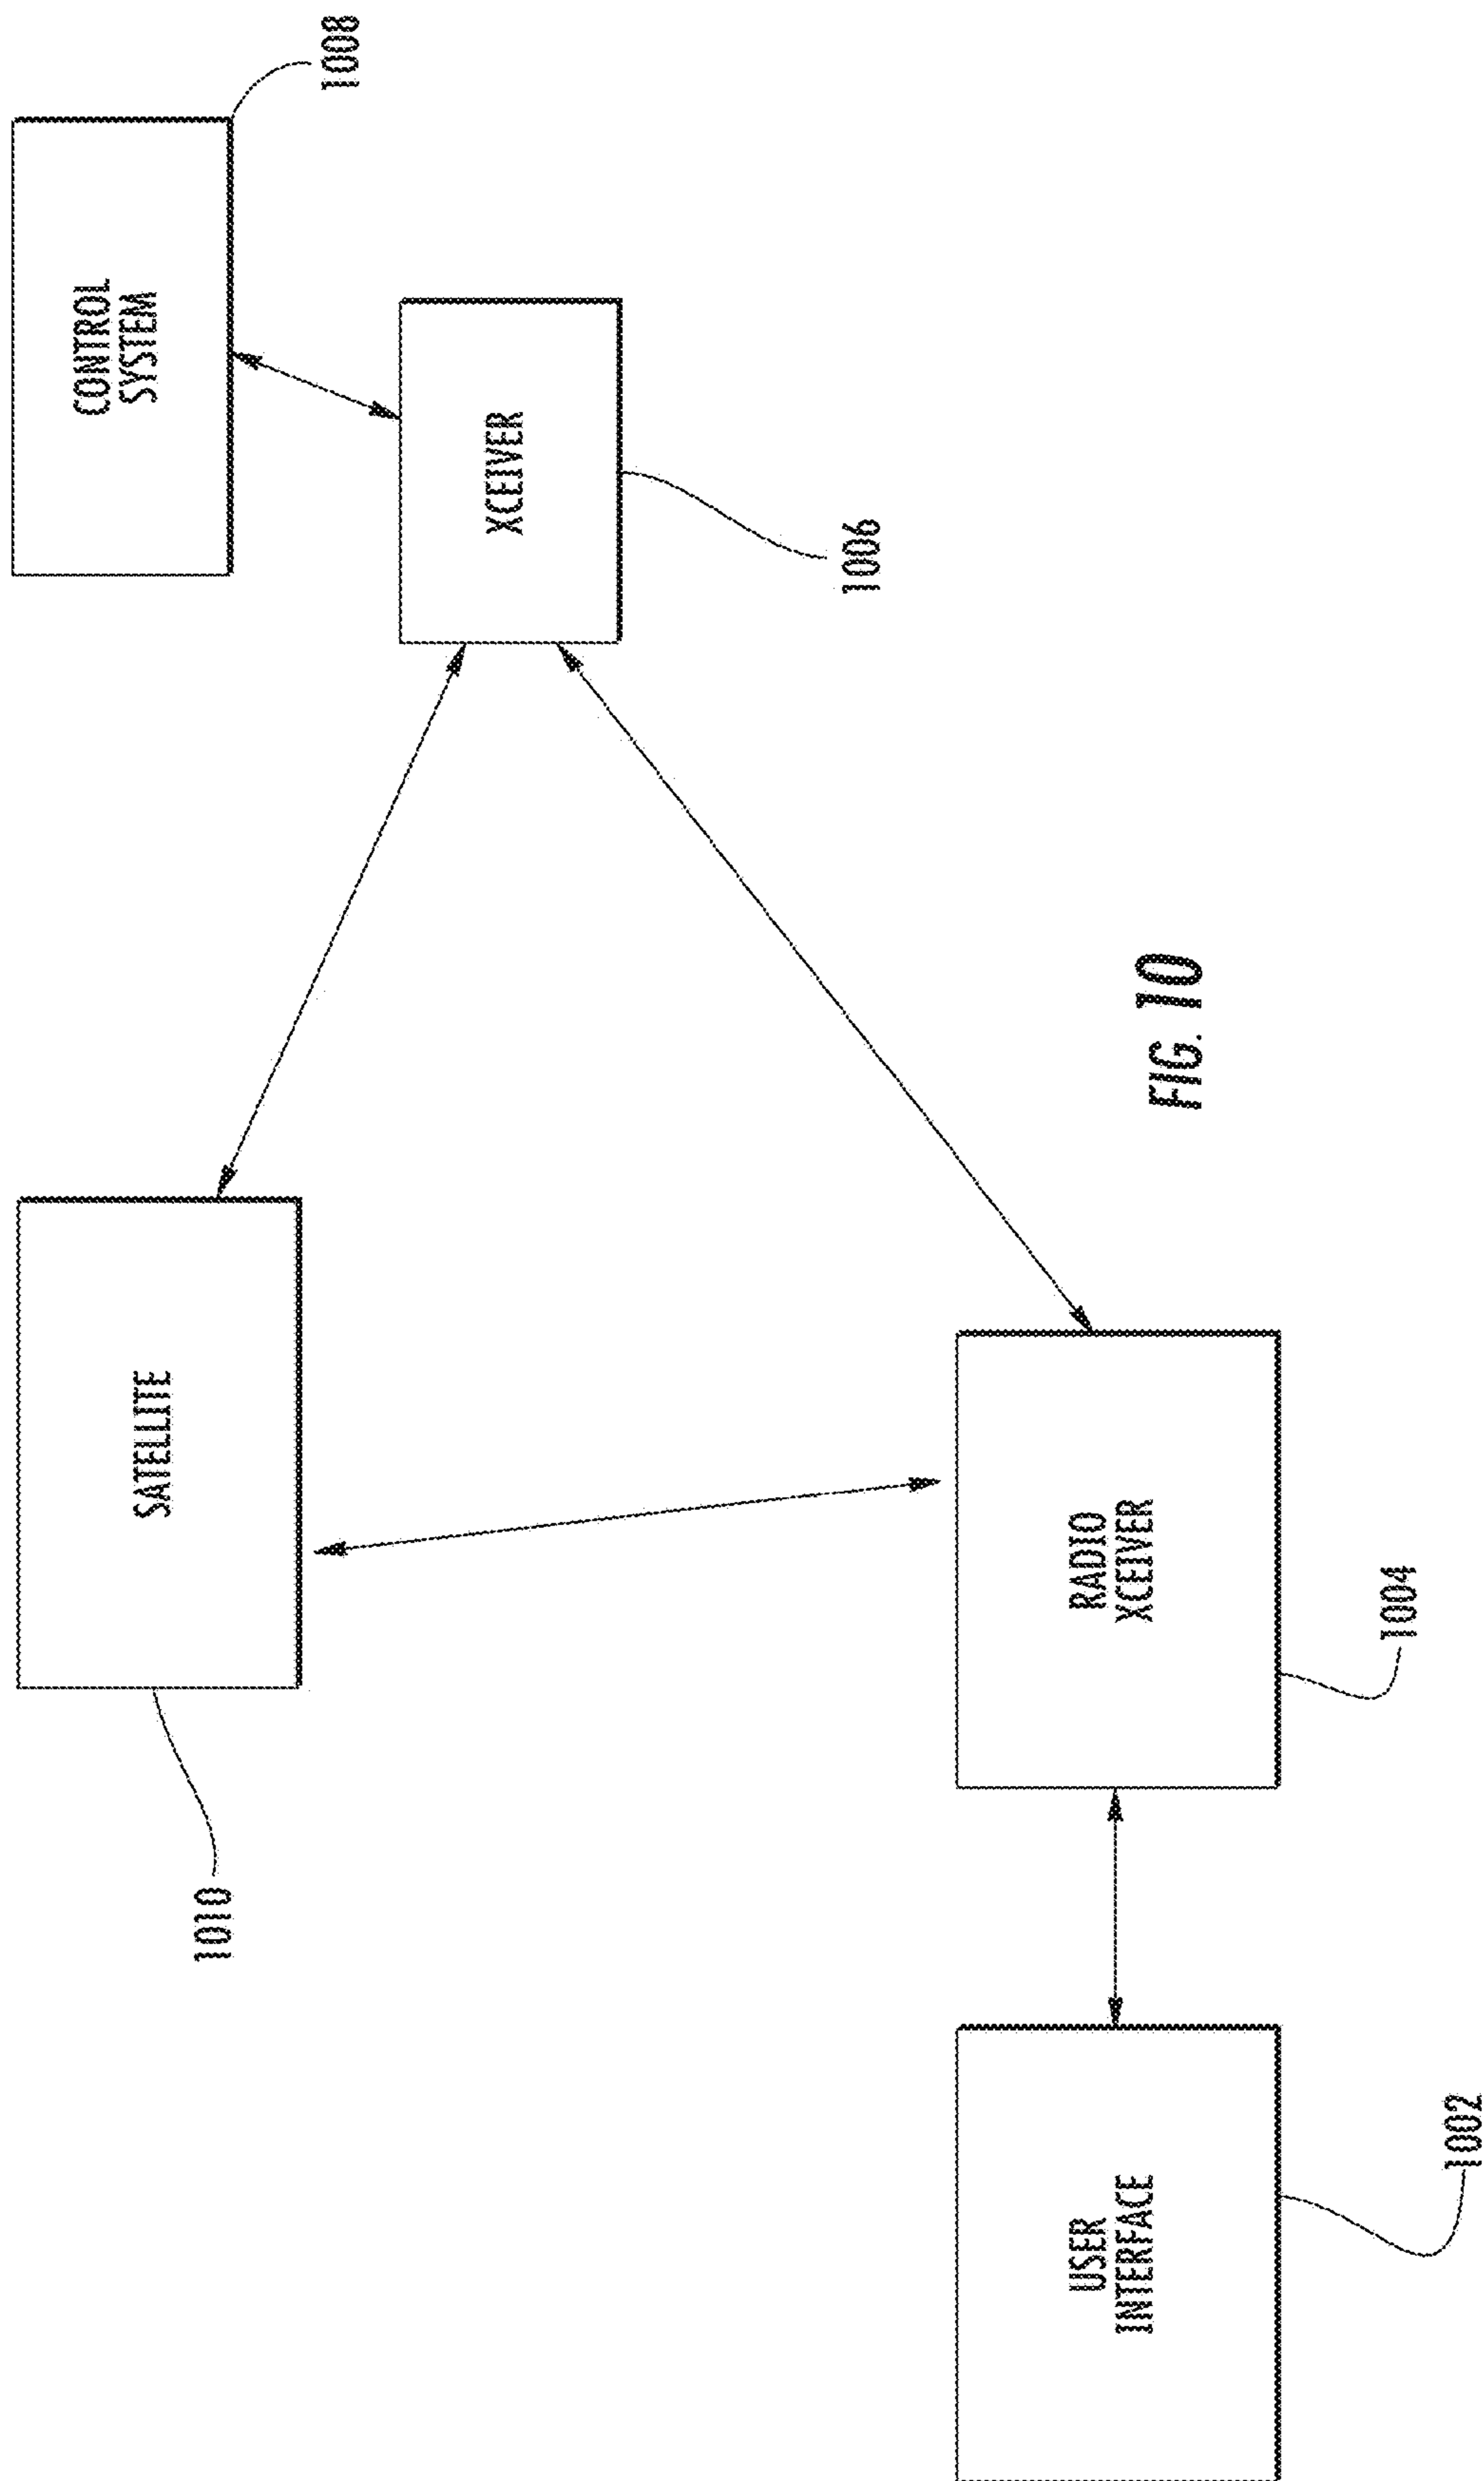 SATELLITE
CONTROL
SYSTEM
1008
1010
XCEIVER
1006
USER
INTERFACE
RADIO
XCEIVER
1002
1004
FIG. 10